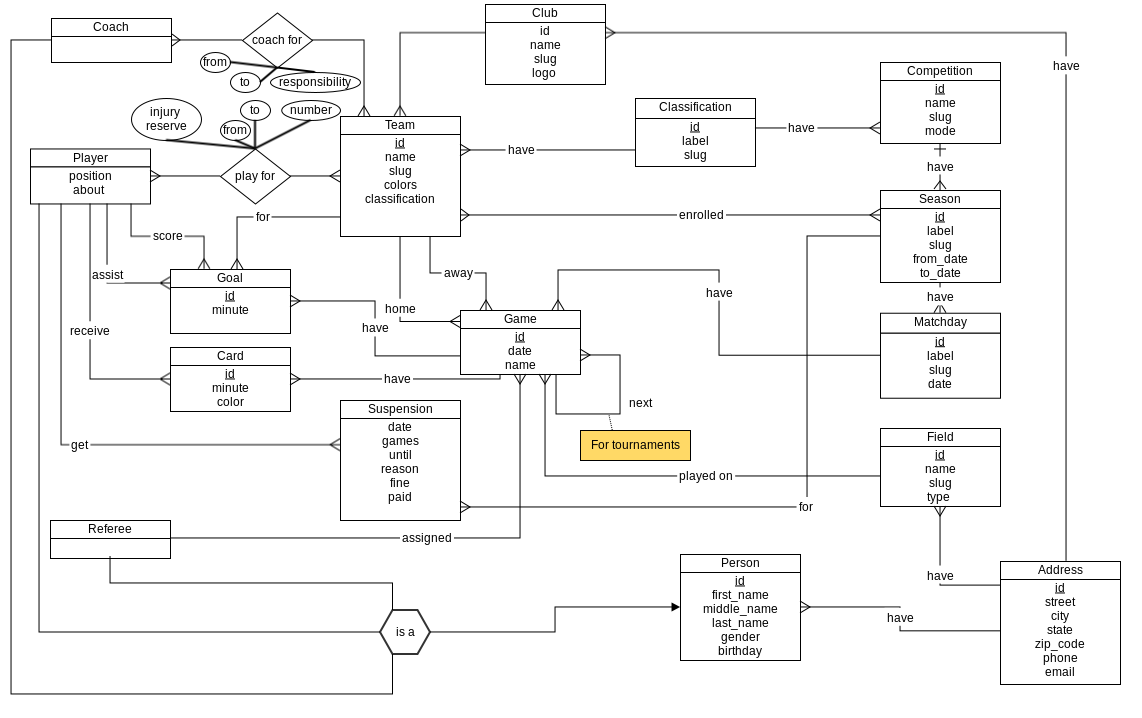 Coach
coach for
from
to
responsibility
Club
id
name
slug
logo
have
Competition
id
name
slug
mode
Classification
id
label
slug
have
injury
reserve
to
number
from
Team
id
name
slug
colors
classification
have
have
Player
position
about
play for
Season
id
label
slug
from_date
to_date
enrolled
for
score
assist
Goal
id
minute
away
home
have
have
have
Matchday
id
label
slug
date
Game
id
date
name
receive
Card
id
minute
color
have
next
For tournaments
Suspension
date
games
until
reason
fine
paid
get
Field
id
name
slug
type
played on
for
Referee
assigned
have
Person
id
first_name
middle_name
last_name
gender
birthday
have
Address
id
street
city
state
zip_code
phone
email
is a